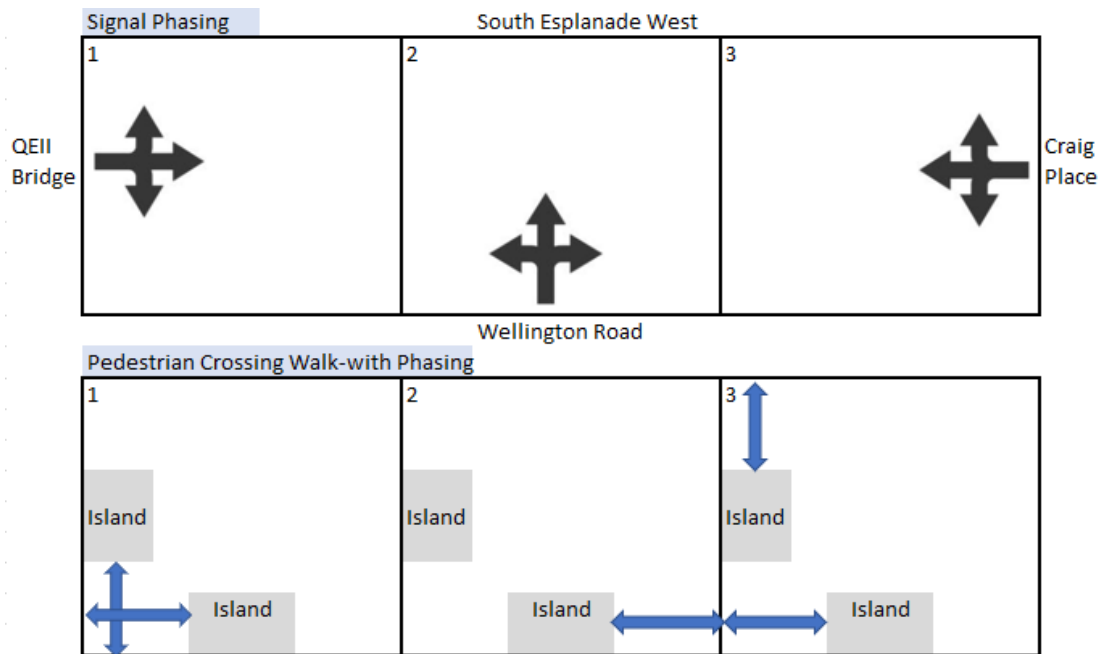 Signal Phasing
South Esplanade West
1
2
3
QEII
Bridge
Craig
Place
Wellington Road
Pedestrian Crossing Walk-with Phasing
1
2
3
Island
Island
Island
Island
Island
Island